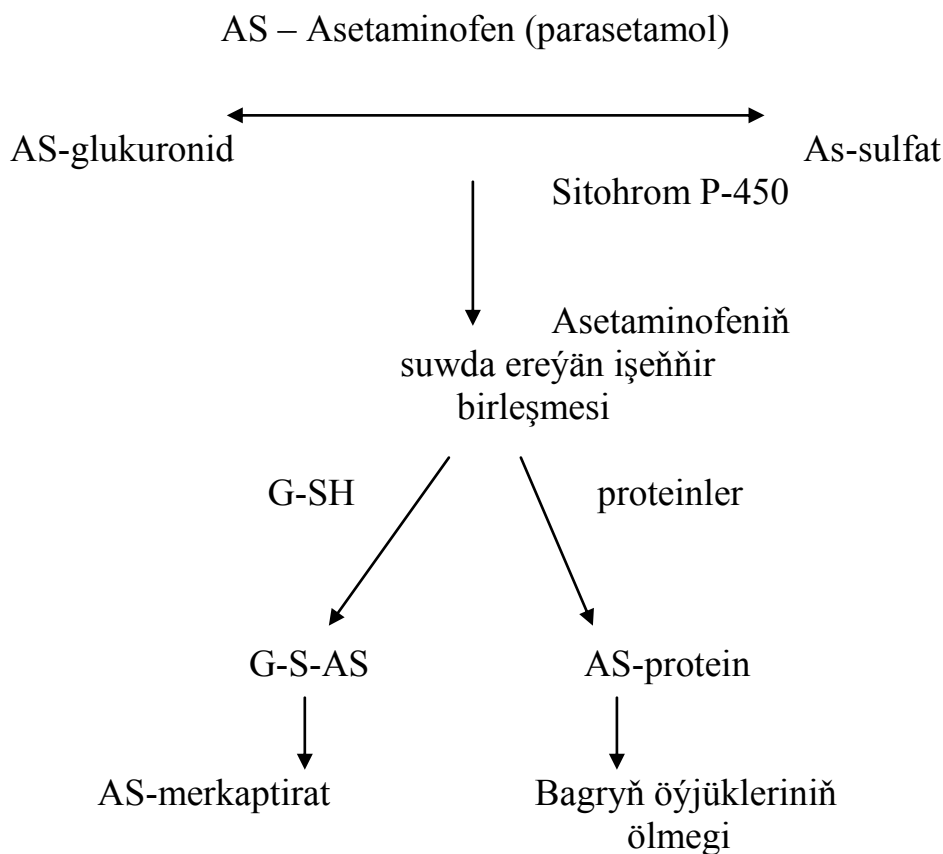 AS – Asetaminofen (parasetamol)
AS-glukuronid
As-sulfat
Sitohrom P-450
Asetaminofeniň
suwda ereýän işeňňir
birleşmesi
G-SH
proteinler
G-S-AS
AS-protein
AS-merkaptirat
Bagryň öýjükleriniň
ölmegi